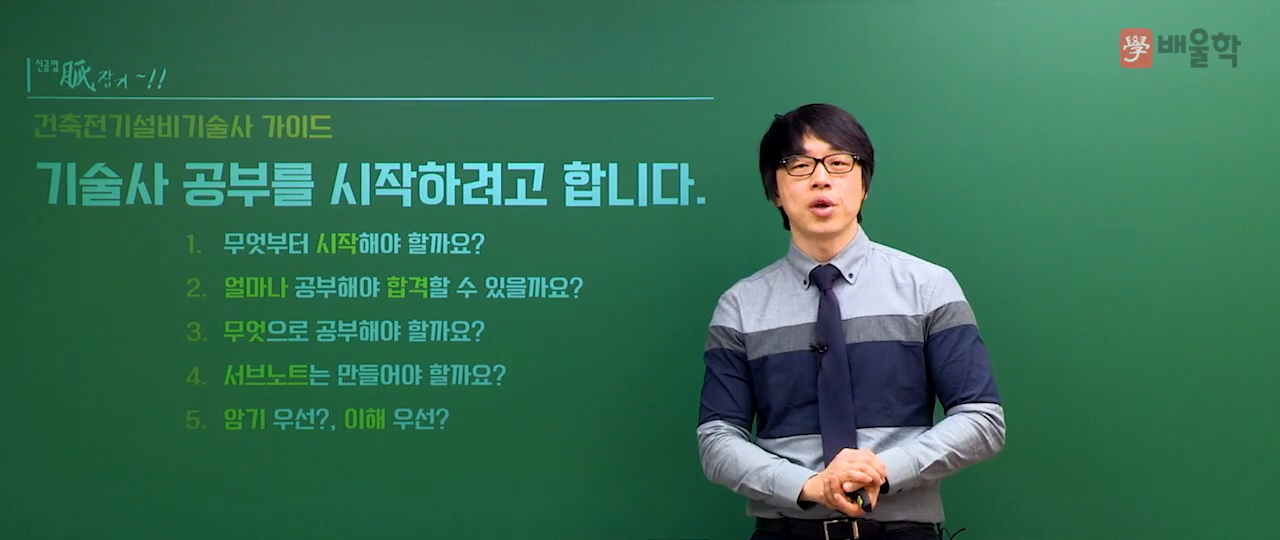 신공법 脈 잡기 ~!!
學 배울학
건축전기설비기술사 가이드
기술사 공부를 시작하려고 합니다.
1. 무엇부터 시작해야 할까요?
2. 얼마나 공부해야 합격할 수 있을까요?
3. 무엇으로 공부해야 할까요?
4. 서브노트는 만들어야 할까요?
5. 암기 우선?, 이해 우선?